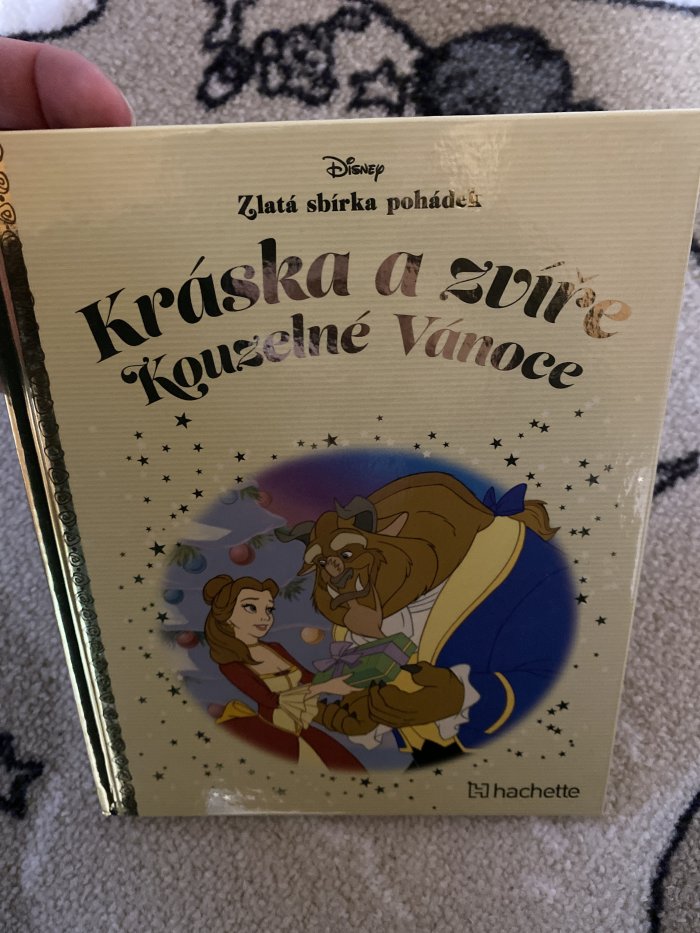 Disney
Zlatá sbírka pohádek
Kráska a zvíře
Kouzelné Vánoce
hachette